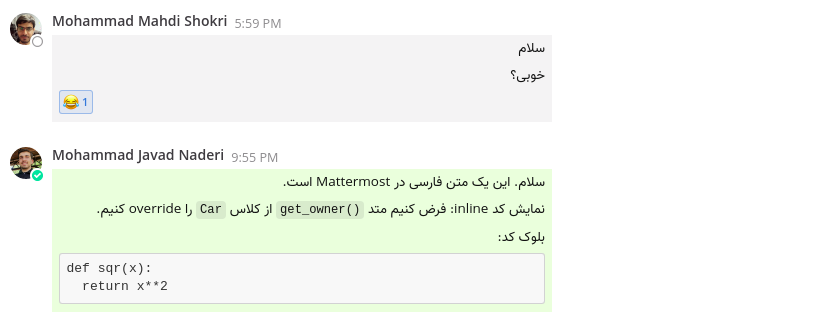 Mohammad Mahdi Shokri 5:59 PM
سلام
خوبی؟
😂 1
Mohammad Javad Naderi 9:55 PM
سلام. این یک متن فارسی در Mattermost است.
نمایش کد inline: فرض کنیم متد get_owner() از کلاس Car را override کنیم.
بلوک کد:
def sqr(x):
  return x**2